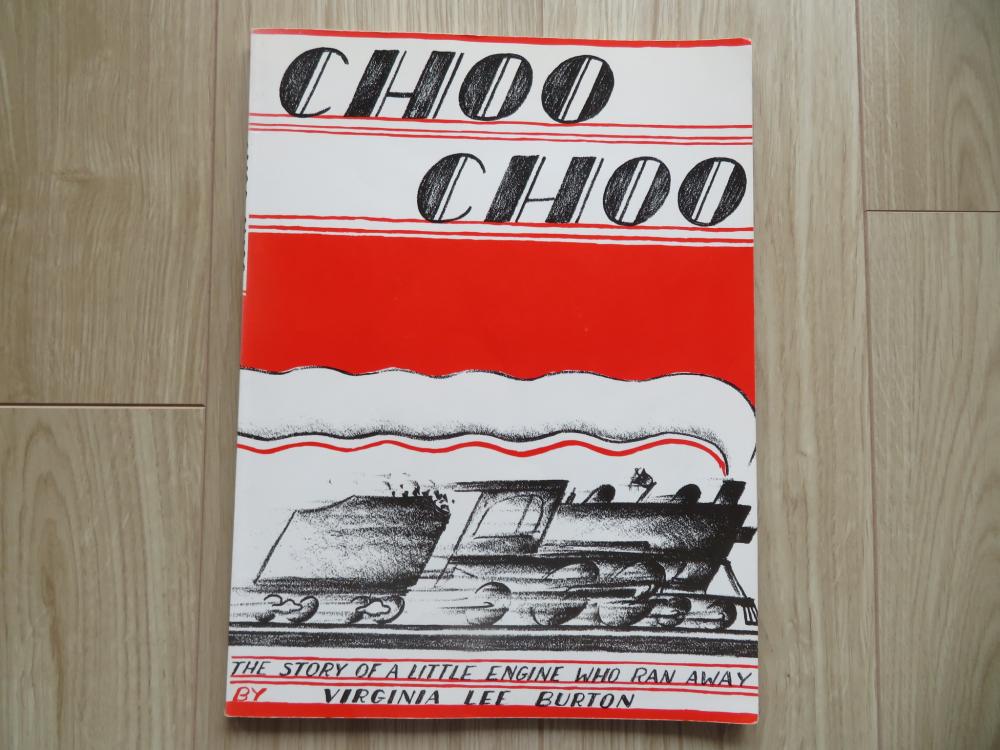 CHOO
CHOO
THE STORY OF A LITTLE ENGINE WHO RAN AWAY
BY VIRGINIA LEE BURTON